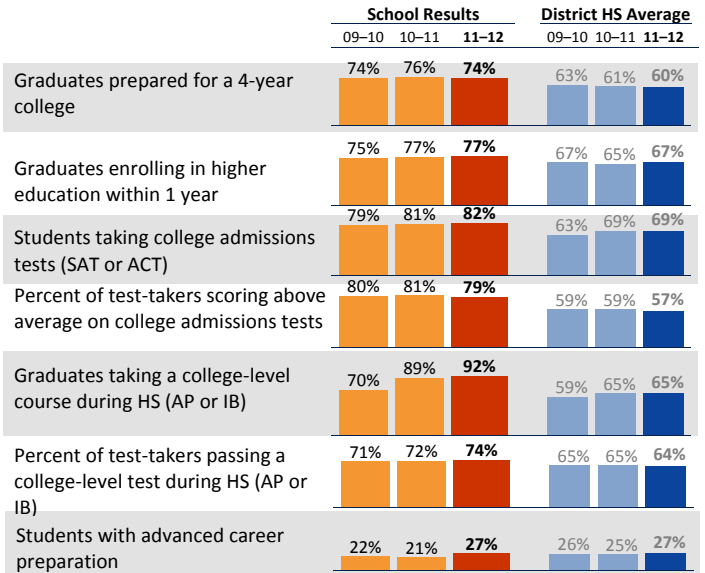 School Results District HS Average
09–10 10–11 11–12 09–10 10–11 11–12
74% 76% 74% 63% 61% 60%
Graduates prepared for a 4-year
college
75% 77% 77% 67% 65% 67%
Graduates enrolling in higher
education within 1 year
79% 81% 82% 63% 69% 69%
Students taking college admissions
tests (SAT or ACT)
80% 81% 79% 59% 59% 57%
Percent of test-takers scoring above
average on college admissions tests
70% 89% 92% 59% 65% 65%
Graduates taking a college-level
course during HS (AP or IB)
71% 72% 74% 65% 65% 64%
Percent of test-takers passing a
college-level test during HS (AP or
IB)
22% 21% 27% 26% 25% 27%
Students with advanced career
preparation